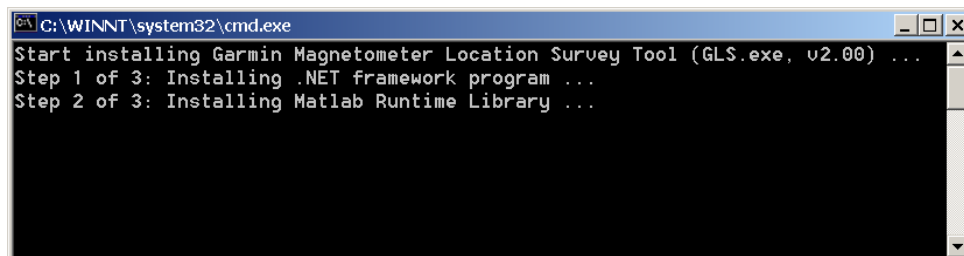 C:\WINNT\system32\cmd.exe
Start installing Garmin Magnetometer Location Survey Tool (GLS.exe, v2.00) ...
Step 1 of 3: Installing .NET framework program ...
Step 2 of 3: Installing Matlab Runtime Library ...